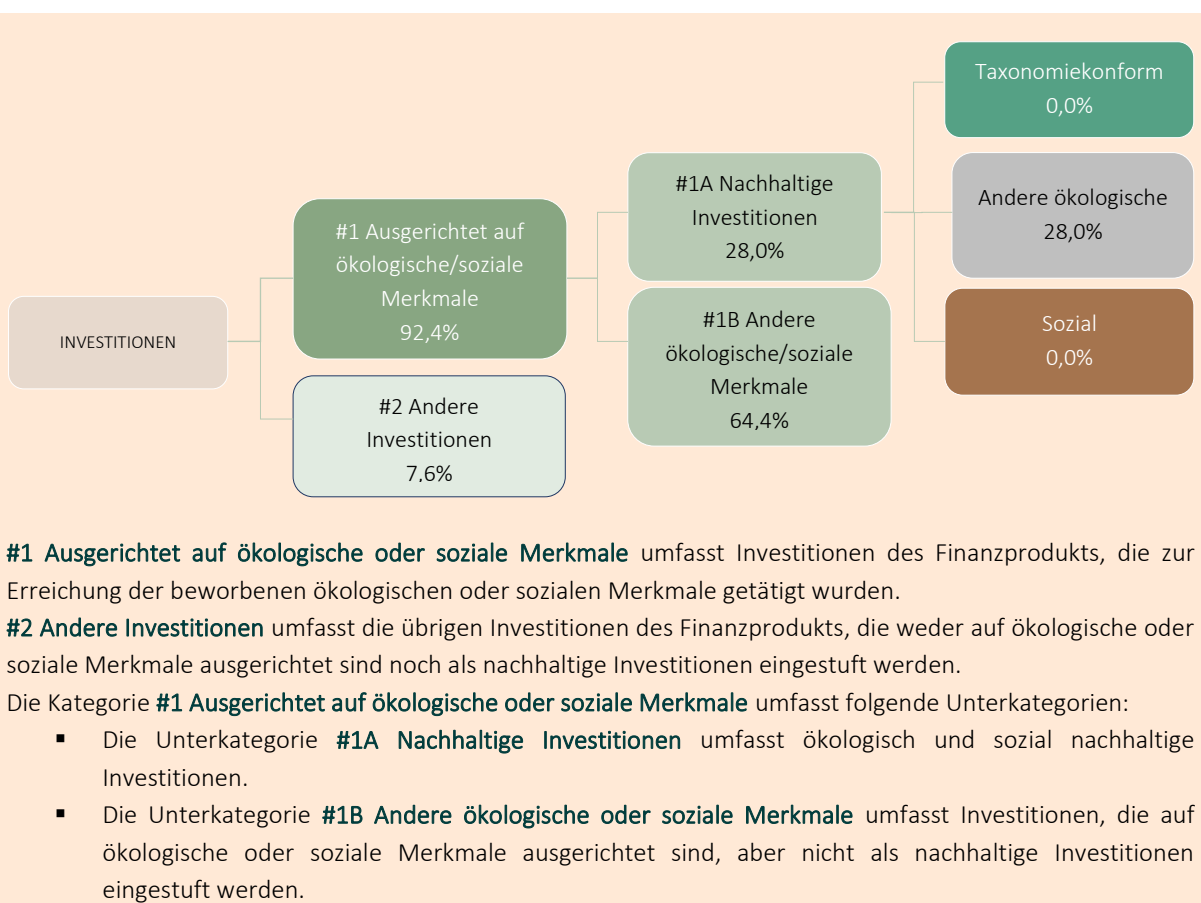 Taxonomiekonform
0,0%
#1A Nachhaltige
Investitionen
28,0%
Andere ökologische
28,0%
#1 Ausgerichtet auf
ökologische/soziale
Merkmale
92,4%
INVESTITIONEN
#1B Andere
ökologische/soziale
Merkmale
64,4%
Sozial
0,0%
#2 Andere
Investitionen
7,6%
#1 Ausgerichtet auf ökologische oder soziale Merkmale umfasst Investitionen des Finanzprodukts, die zur
Erreichung der beworbenen ökologischen oder sozialen Merkmale getätigt wurden.
#2 Andere Investitionen umfasst die übrigen Investitionen des Finanzprodukts, die weder auf ökologische oder
soziale Merkmale ausgerichtet sind noch als nachhaltige Investitionen eingestuft werden.
Die Kategorie #1 Ausgerichtet auf ökologische oder soziale Merkmale umfasst folgende Unterkategorien:
▪ Die Unterkategorie #1A Nachhaltige Investitionen umfasst ökologisch und sozial nachhaltige
Investitionen.
▪ Die Unterkategorie #1B Andere ökologische oder soziale Merkmale umfasst Investitionen, die auf
ökologische oder soziale Merkmale ausgerichtet sind, aber nicht als nachhaltige Investitionen
eingestuft werden.